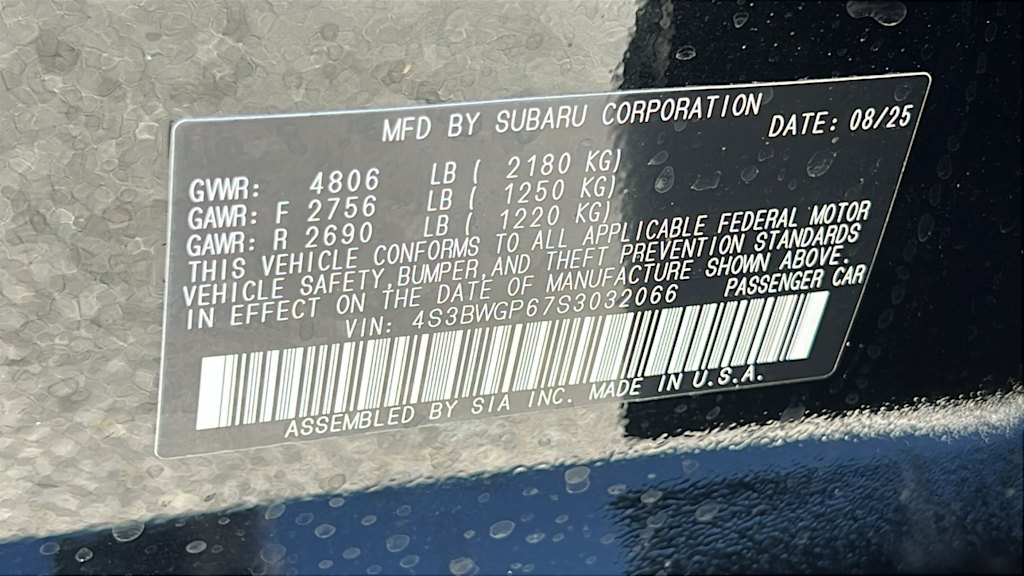 MFD BY SUBARU CORPORATION
DATE: 08/25
GVWR: 4806 LB ( 2180 KG)
GAWR: F 2756 LB ( 1250 KG)
GAWR: R 2690 LB ( 1220 KG)
THIS VEHICLE CONFORMS TO ALL APPLICABLE FEDERAL MOTOR
VEHICLE SAFETY,BUMPER,AND THEFT PREVENTION STANDARDS
IN EFFECT ON THE DATE OF MANUFACTURE SHOWN ABOVE.
VIN: 4S3BWGP67S3032066 PASSENGER CAR
ASSEMBLED BY SIA INC. MADE IN U.S.A.